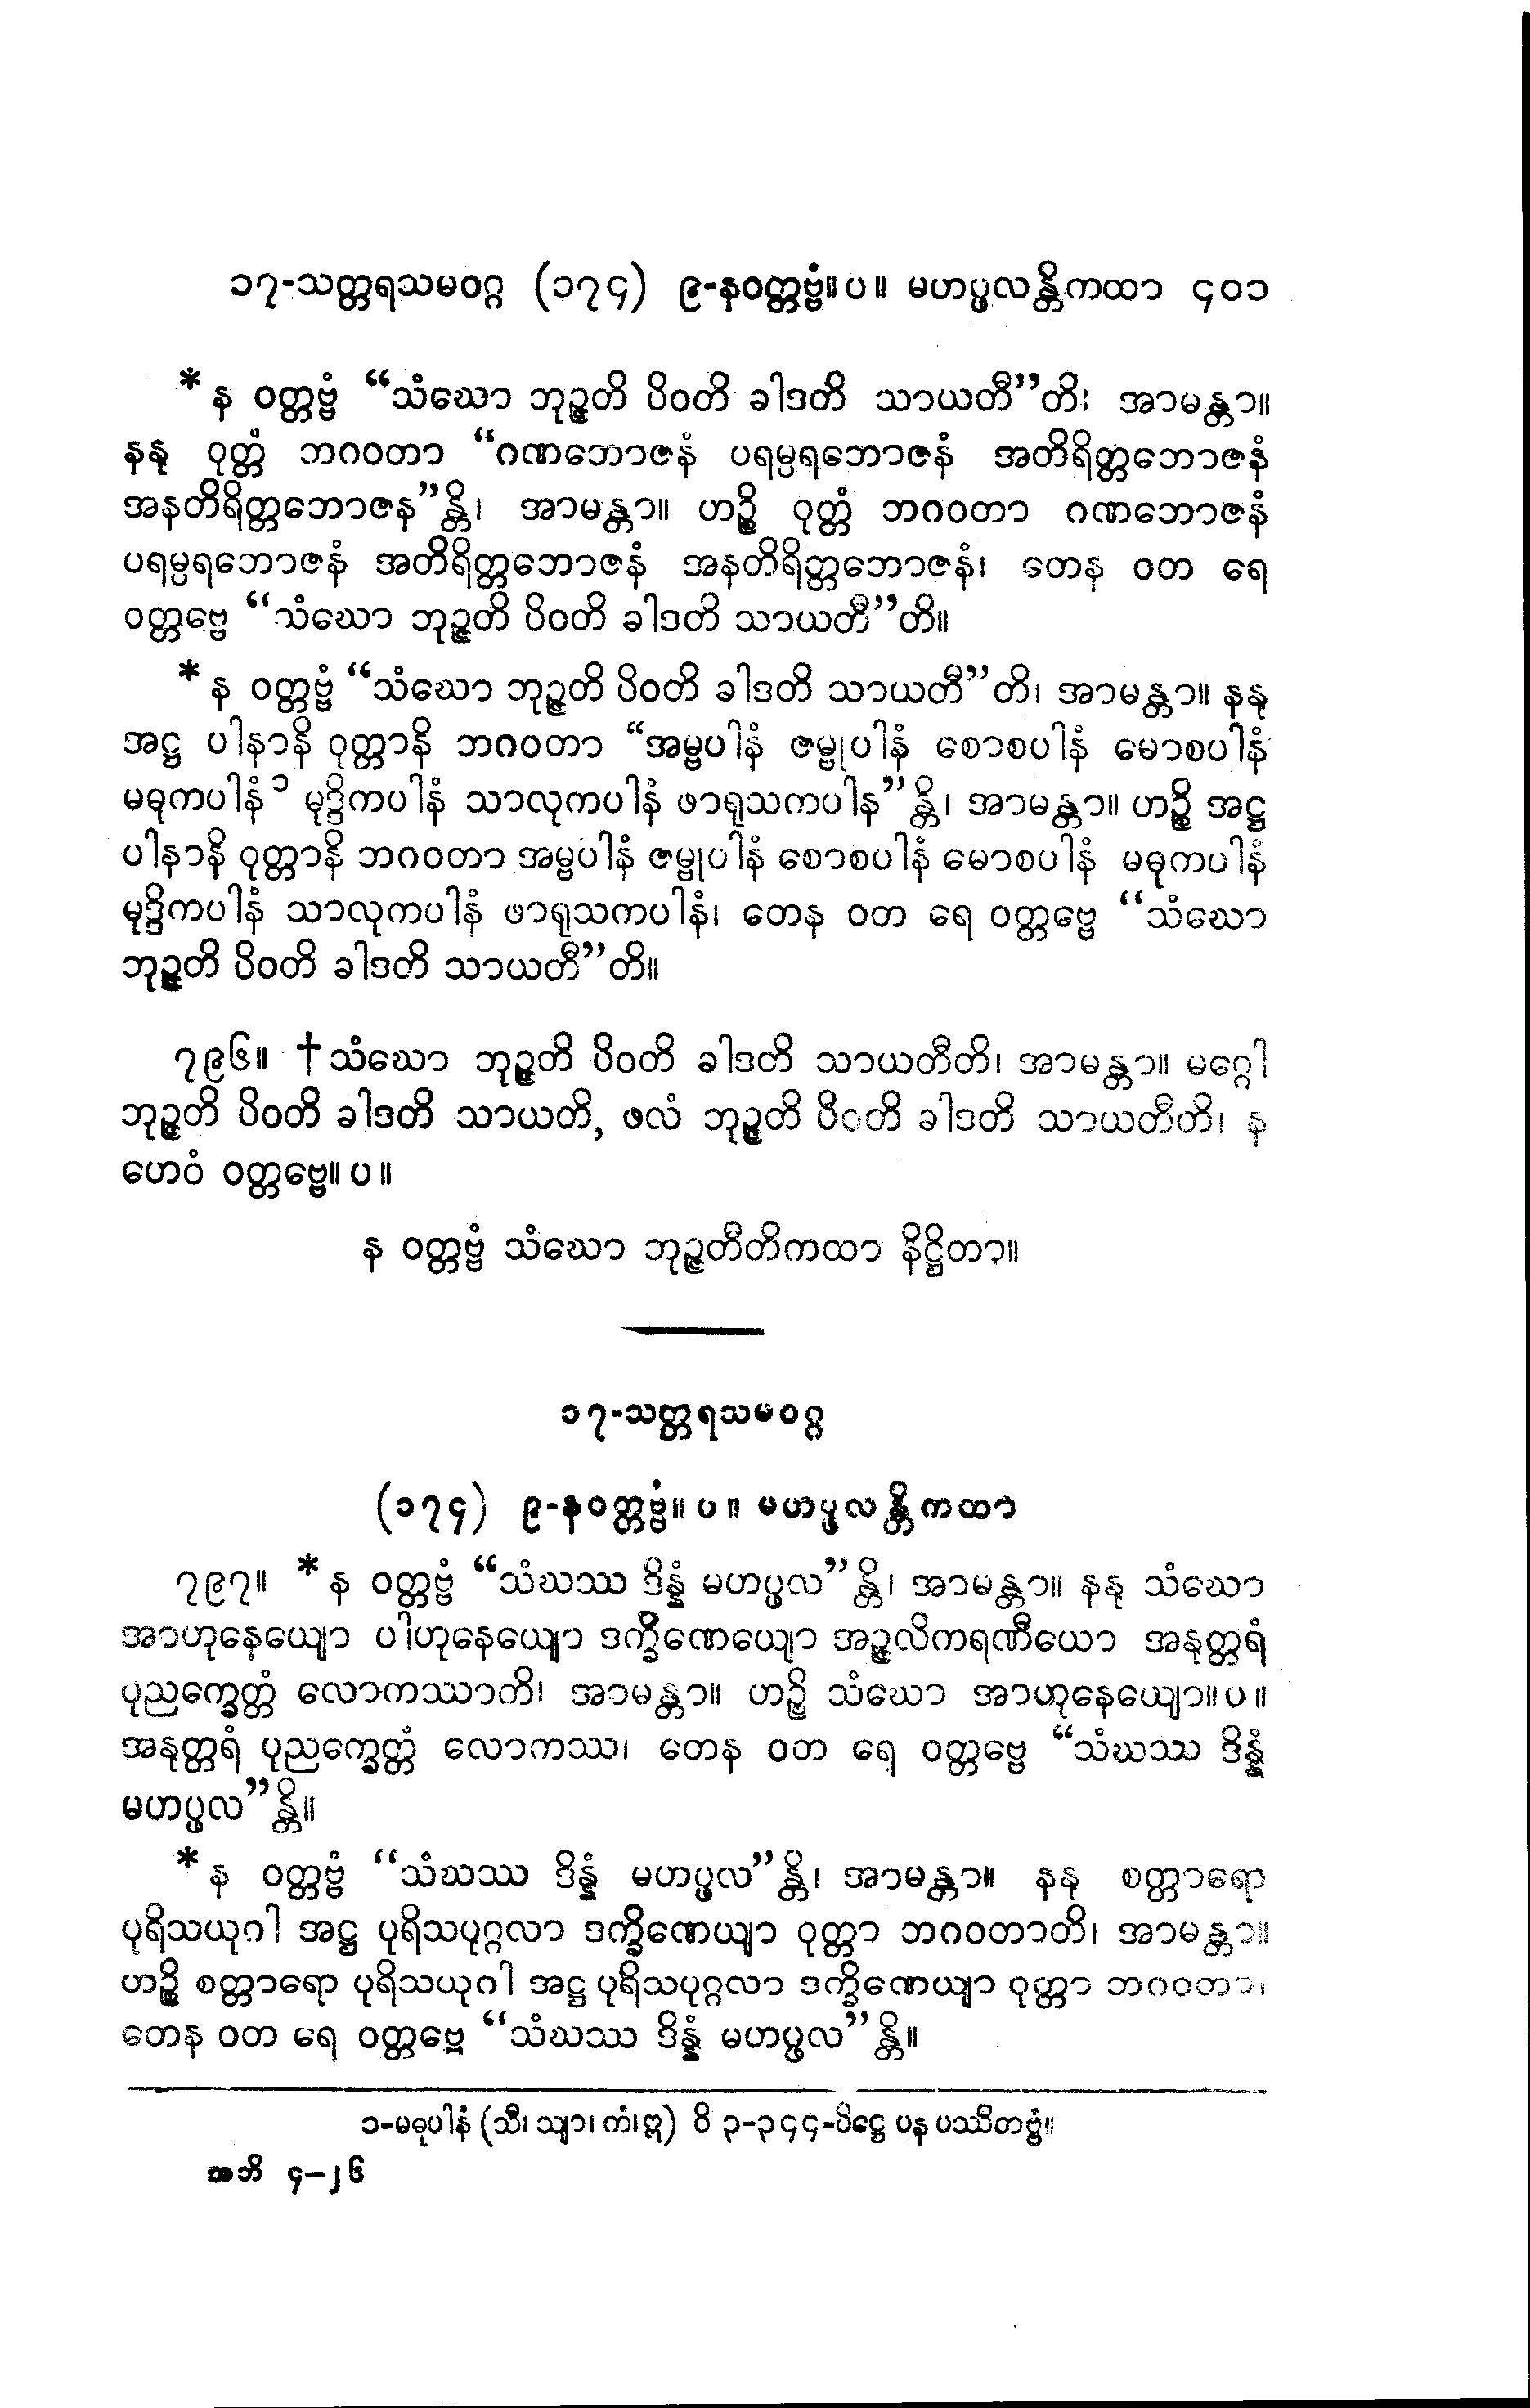 ၁၇-သတ္တရသမဝဂ္ဂ (၁၇၄) ၉-နဝတ္တဗ္ဗံ။ပ။ မဟပ္ဖလန္တိကထာ ၄၀၁
*န ဝတ္တဗ္ဗံ “သံဃော ဘုဉ္ဇတိ ပိဝတိ ခါဒတိ သာယတီ”တိ၊ အာမန္တာ။
နနု ဝုတ္တံ ဘဂဝတာ “ဂဏဘောဇနံ ပရမ္ပရဘောဇနံ အတိရိတ္တဘောဇနံ
အနတိရိတ္တဘောဇန”န္တိ၊ အာမန္တာ။ ဟဉ္စိ ဝုတ္တံ ဘဂဝတာ ဂဏဘောဇနံ
ပရမ္ပရဘောဇနံ အတိရိတ္တဘောဇနံ အနတိရိတ္တဘောဇနံ၊ တေန ဝတ ရေ
ဝတ္တဗ္ဗေ “သံဃော ဘုဉ္ဇတိ ပိဝတိ ခါဒတိ သာယတီ”တိ။
*န ဝတ္တဗ္ဗံ “သံဃော ဘုဉ္ဇတိ ပိဝတိ ခါဒတိ သာယတီ”တိ၊ အာမန္တာ။ နနု
အဋ္ဌ ပါနာနိ ဝုတ္တာနိ ဘဂဝတာ “အမ္ဗပါနံ ဇမ္ဗုပါနံ စောစပါနံ မောစပါနံ
မဓုကပါနံ၁ မုဒ္ဒိကပါနံ သာလုကပါနံ ဖာရုသကပါန”န္တိ၊ အာမန္တာ။ ဟဉ္စိ အဋ္ဌ
ပါနာနိ ဝုတ္တာနိ ဘဂဝတာ အမ္ဗပါနံ ဇမ္ဗုပါနံ စောစပါနံ မောစပါနံ မဓုကပါနံ
မုဒ္ဒိကပါနံ သာလုကပါနံ ဖာရုသကပါနံ၊ တေန ဝတ ရေ ဝတ္တဗ္ဗေ “သံဃော
ဘုဉ္ဇတိ ပိဝတိ ခါဒတိ သာယတီ”တိ။
၇၉၆။ †သံဃော ဘုဉ္ဇတိ ပိဝတိ ခါဒတိ သာယတီတိ၊ အာမန္တာ။ မဂ္ဂေါ
ဘုဉ္ဇတိ ပိဝတိ ခါဒတိ သာယတိ, ဖလံ ဘုဉ္ဇတိ ပိဝတိ ခါဒတိ သာယတီတိ၊ န
ဟေဝံ ဝတ္တဗ္ဗေ။ပ။
န ဝတ္တဗ္ဗံ သံဃော ဘုဉ္ဇတီတိကထာ နိဋ္ဌိတာ။
၁၇-သတ္တရသမဝဂ္ဂ
(၁၇၄) ၉-နဝတ္တဗ္ဗံ။ပ။ မဟပ္ဖလန္တိကထာ
၇၉၇။ *န ဝတ္တဗ္ဗံ “သံဃဿ ဒိန္နံ မဟပ္ဖလ”န္တိ၊ အာမန္တာ။ နနု သံဃော
အာဟုနေယျော ပါဟုနေယျော ဒက္ခိဏေယျော အဉ္ဇလိကရဏီယော အနုတ္တရံ
ပုညက္ခေတ္တံ လောကဿာတိ၊ အာမန္တာ။ ဟဉ္စိ သံဃော အာဟုနေယျော။ပ။
အနုတ္တရံ ပုညက္ခေတ္တံ လောကဿ၊ တေန ဝတ ရေ ဝတ္တဗ္ဗေ “သံဃဿ ဒိန္နံ
မဟပ္ဖလ”န္တိ။
*န ဝတ္တဗ္ဗံ “သံဃဿ ဒိန္နံ မဟပ္ဖလ”န္တိ၊ အာမန္တာ။ နနု စတ္တာရော
ပုရိသယုဂါ အဋ္ဌ ပုရိသပုဂ္ဂလာ ဒက္ခိဏေယျာ ဝုတ္တာ ဘဂဝတာတိ၊ အာမန္တာ။
ဟဉ္စိ စတ္တာရော ပုရိသယုဂါ အဋ္ဌ ပုရိသပုဂ္ဂလာ ဒက္ခိဏေယျာ ဝုတ္တာ ဘဂဝတာ၊
တေန ဝတ ရေ ဝတ္တဗ္ဗေ “သံဃဿ ဒိန္နံ မဟပ္ဖလ”န္တိ။
၁-မဓုပါနံ (သီ၊ သျာ၊ ကံ၊ ဣ) ဝိ ၃-၃၄၄-ပိဋ္ဌေ ပန ပဿိတဗ္ဗံ။
အဘိ ၄–၂၆